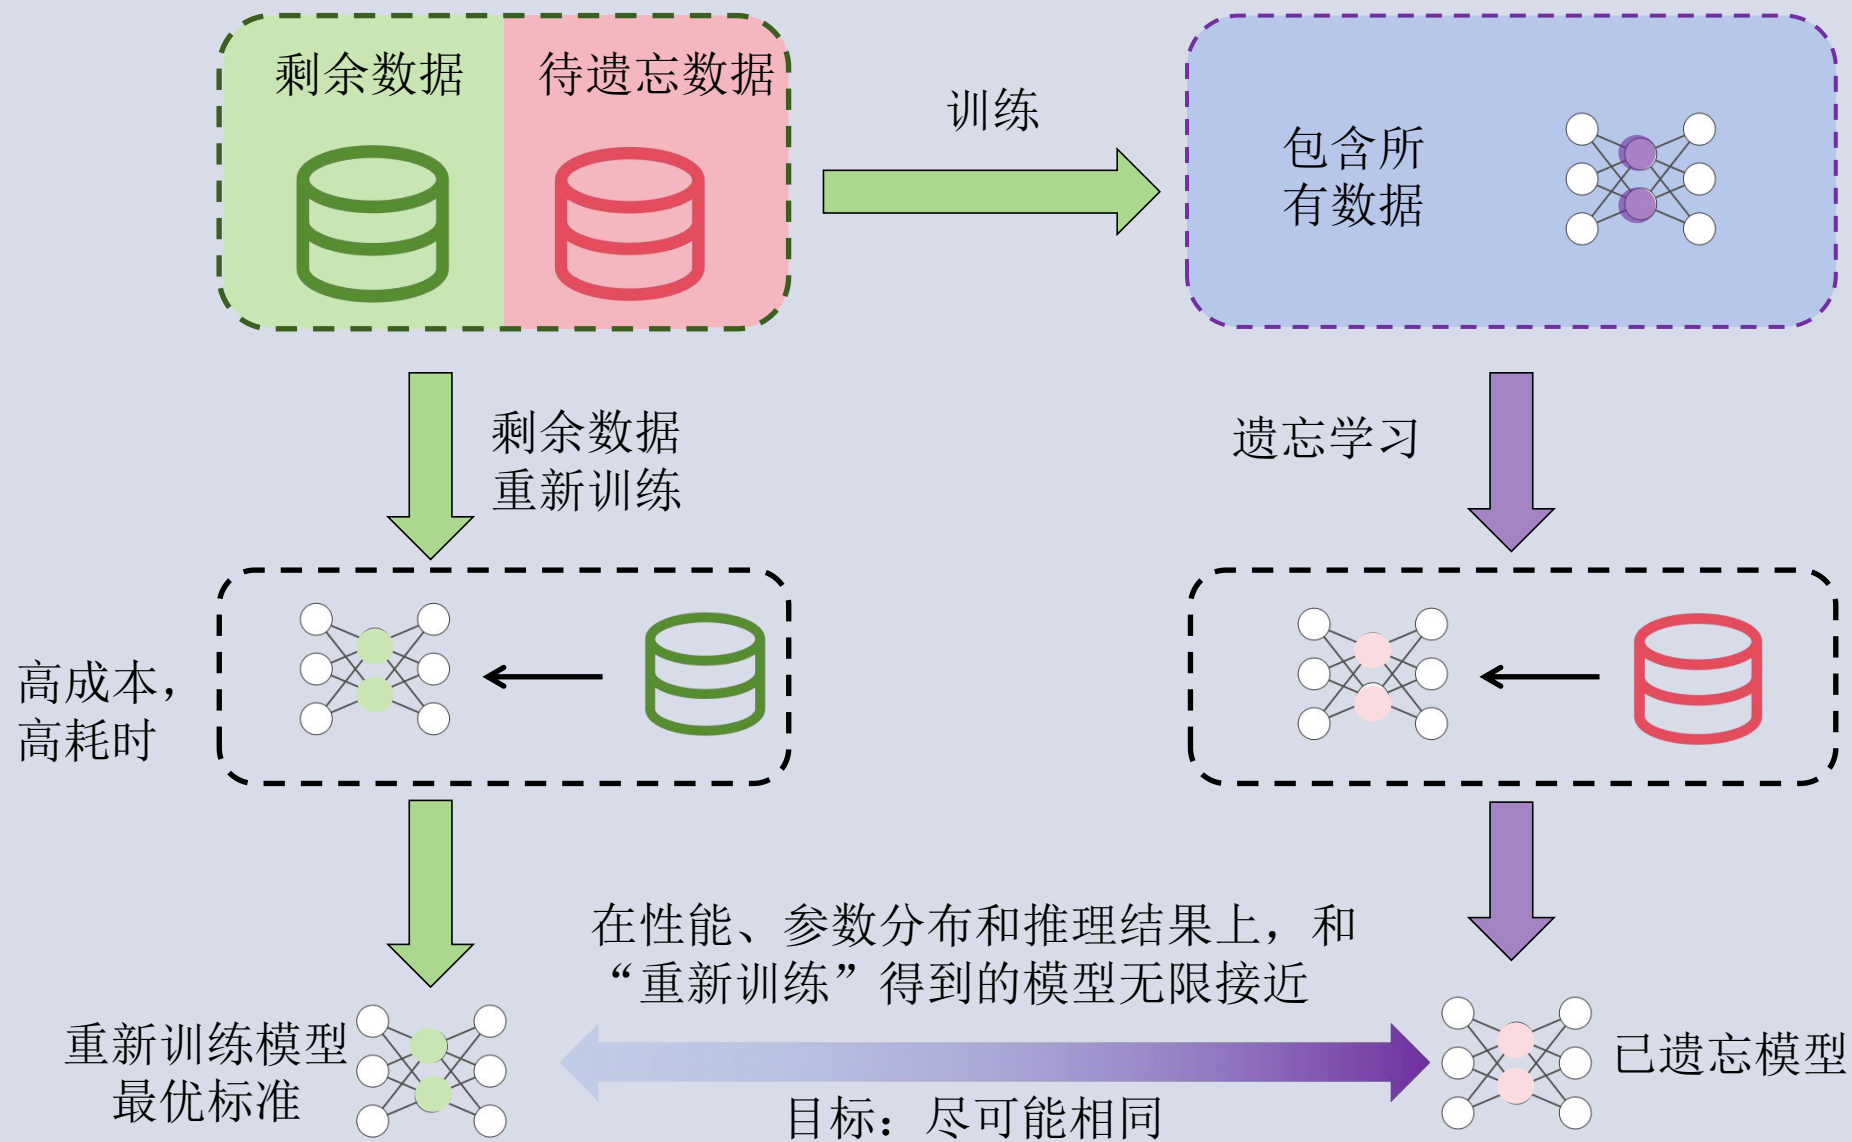 剩余数据
待遗忘数据
训练
包含所
有数据
剩余数据
重新训练
遗忘学习
高成本，
高耗时
在性能、参数分布和推理结果上，和
“重新训练”得到的模型无限接近
重新训练模型
最优标准
已遗忘模型
目标：尽可能相同